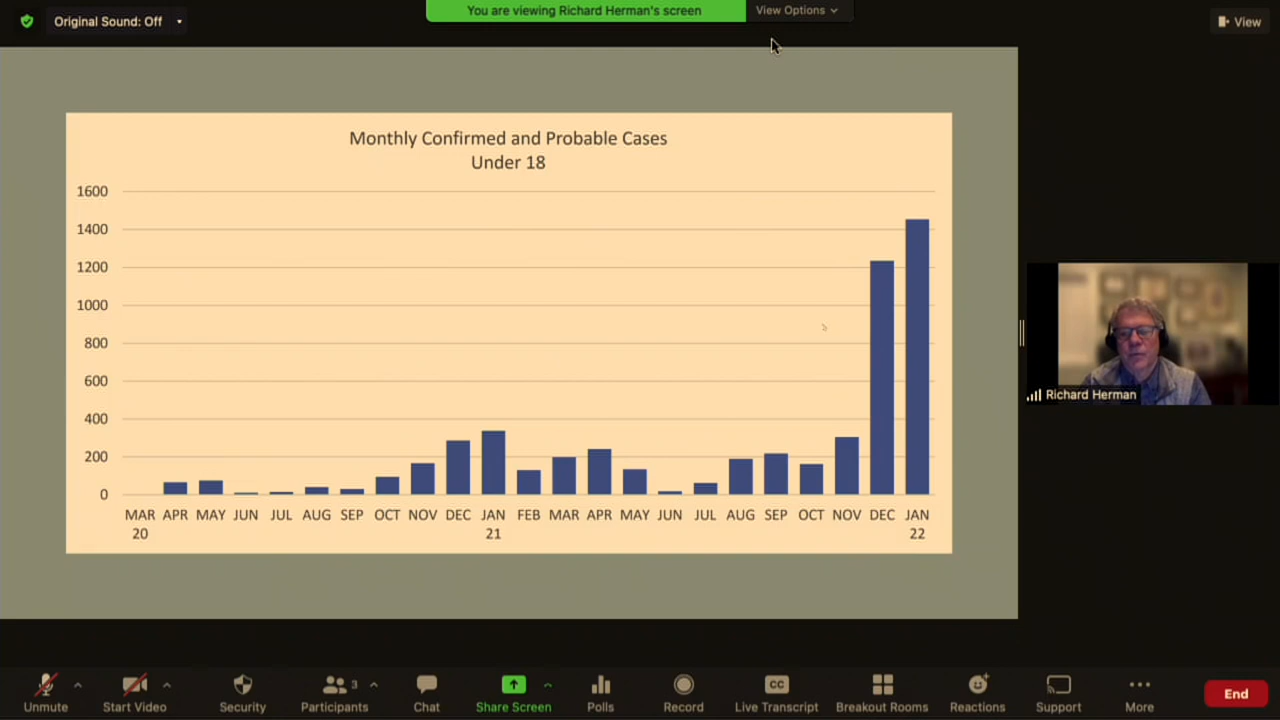 Original Sound: Off
You are viewing Richard Herman's screen
View Options
View
Monthly Confirmed and Probable Cases
Under 18
1600
1400
1200
1000
800
600
400
200
0
MAR APR MAY JUN JUL AUG SEP OCT NOV DEC JAN FEB MAR APR MAY JUN JUL AUG SEP OCT NOV DEC JAN
20 21 22
Richard Herman
3
Unmute Start Video Security Participants Chat Share Screen Polls Record CC Live Transcript Breakout Rooms Reactions Support More End